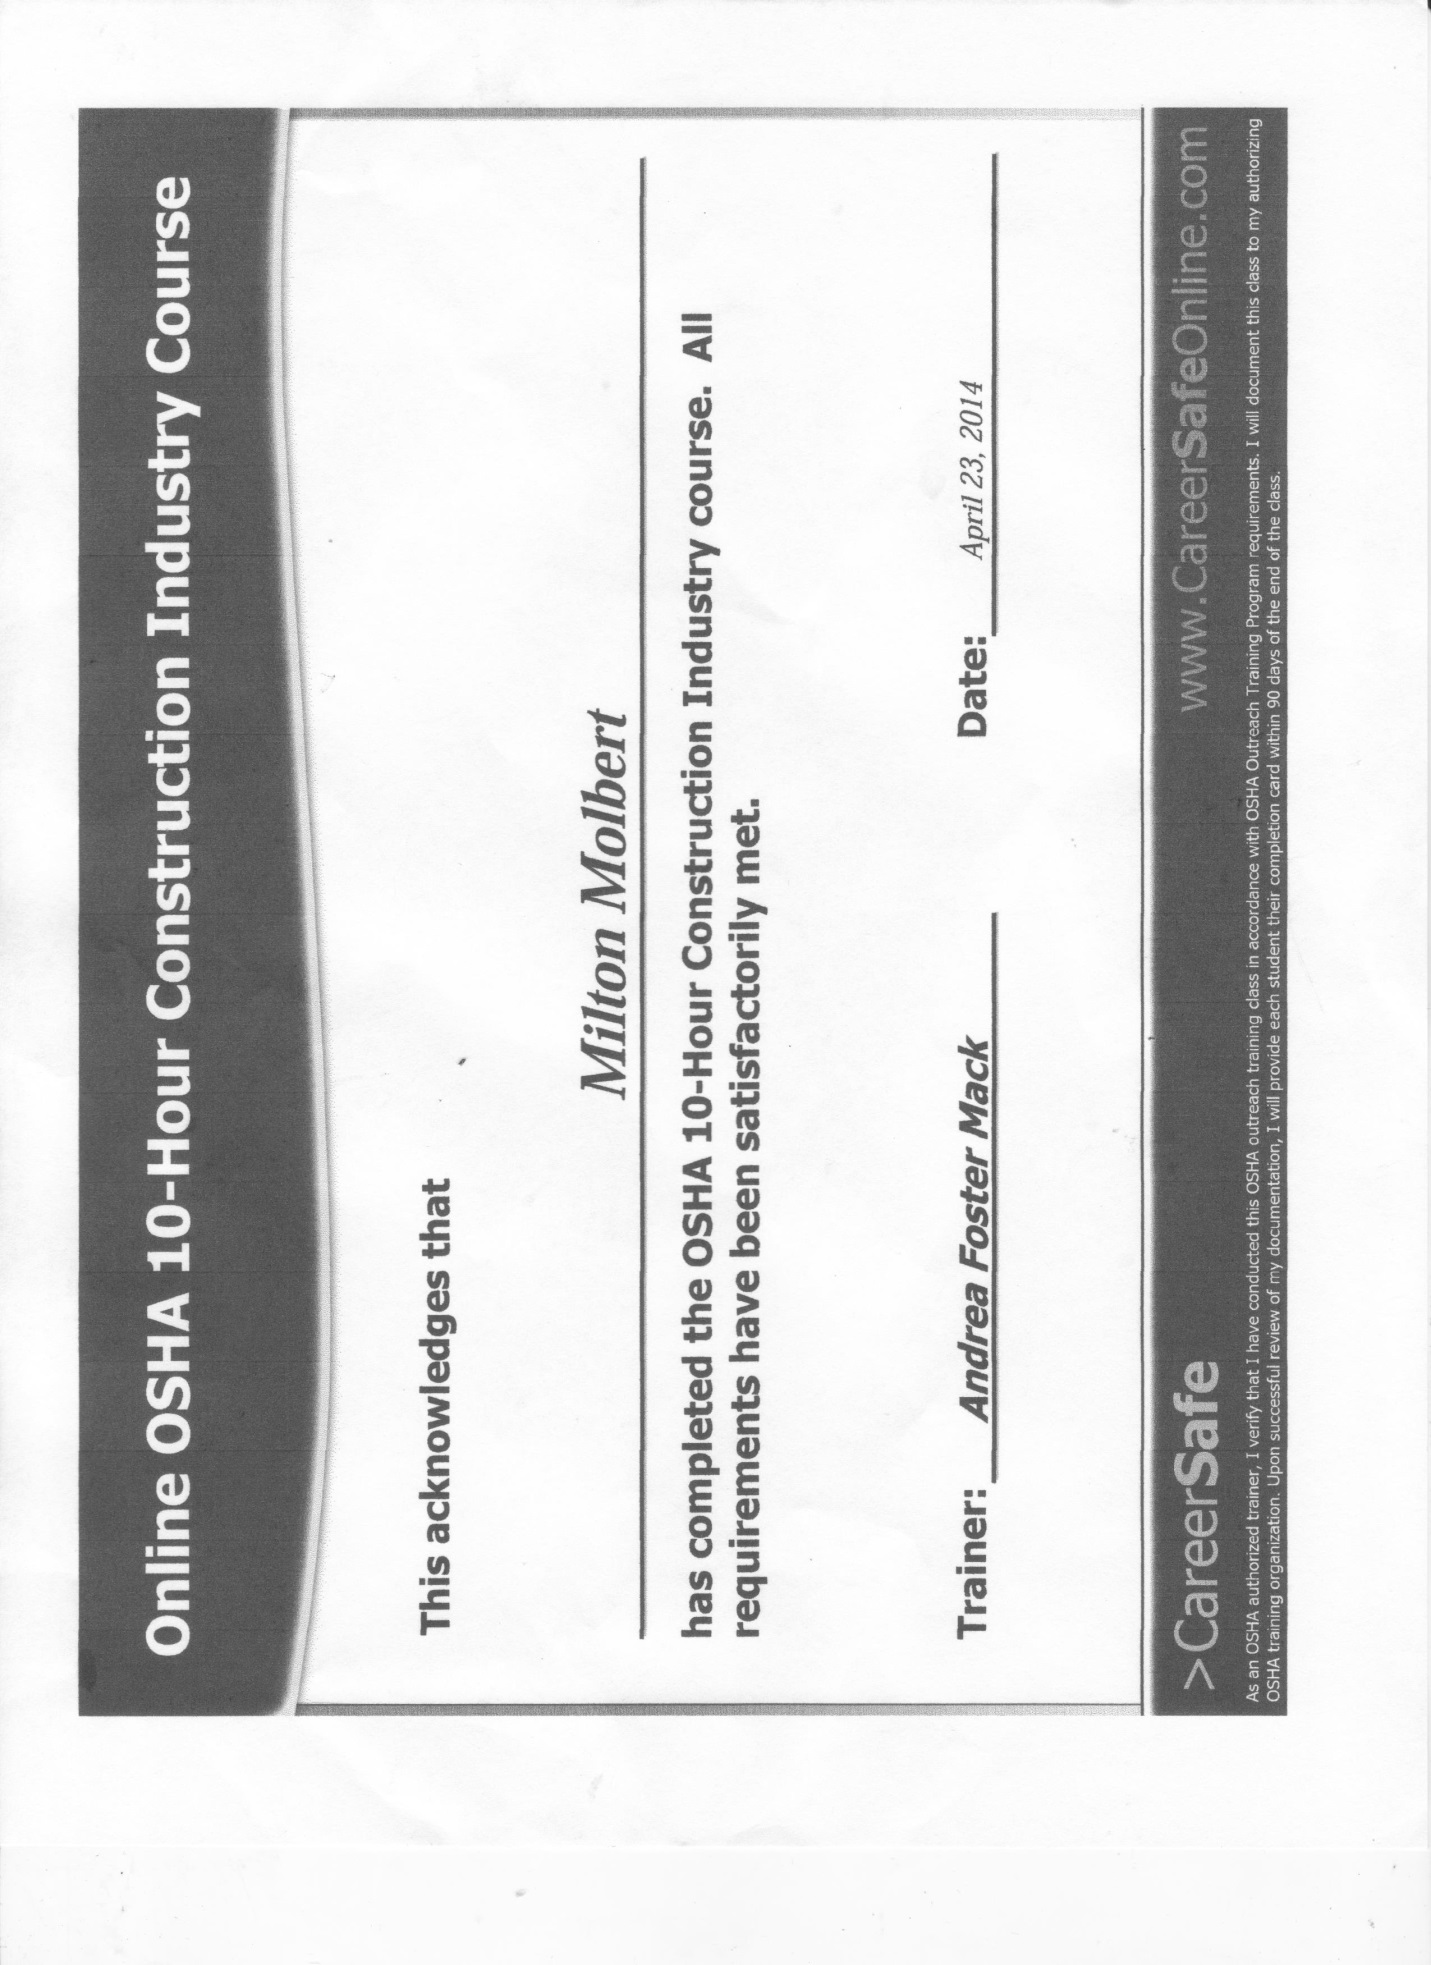 Online OSHA 10-Hour Construction Industry Course
This acknowledges that
Milton Molbert
has completed the OSHA 10-Hour Construction Industry course.  All
requirements have been satisfactorily met.
Trainer: Andrea Foster Mack Date: April 23, 2014
>CareerSafe www.CareerSafeOnline.com
As an OSHA authorized trainer, I verify that I have conducted this OSHA outreach training class in accordance with OSHA Outreach Training Program requirements. I will document this class to my authorizing
OSHA training organization. Upon successful review of my documentation, I will provide each student their completion card within 90 days of the end of the class.